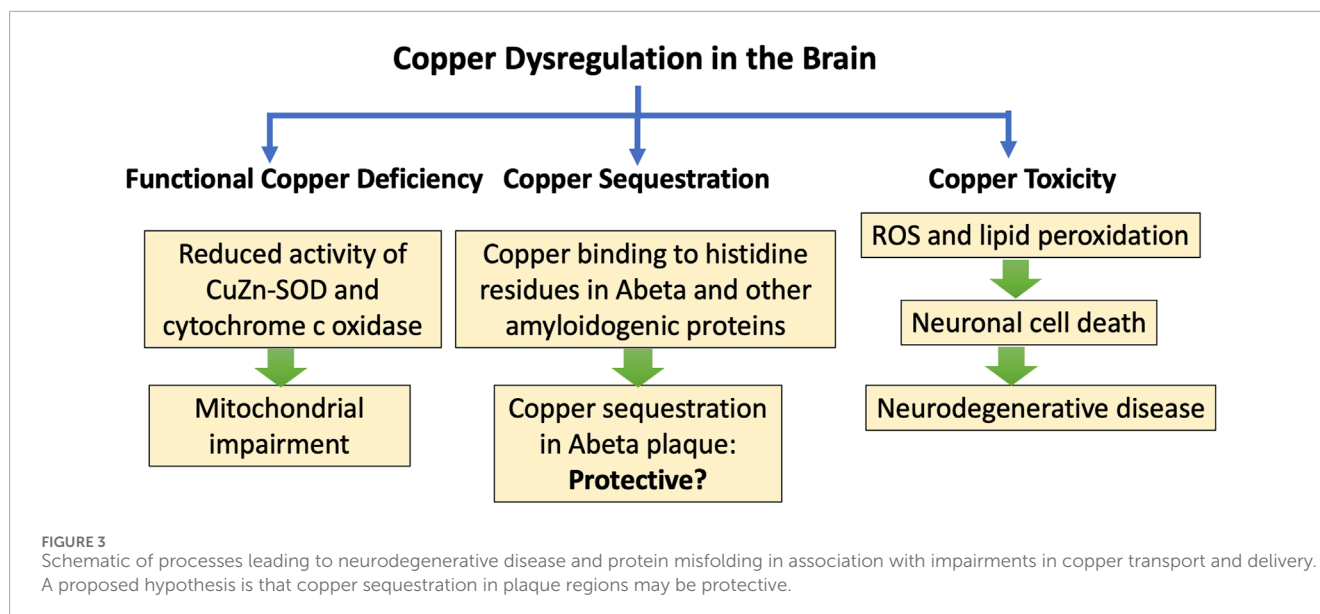 Copper Dysregulation in the Brain
Functional Copper Deficiency
Reduced activity of
CuZn-SOD and
cytochrome c oxidase
Mitochondrial
impairment
Copper Sequestration
Copper binding to histidine
residues in Abeta and other
amyloidogenic proteins
Copper sequestration
in Abeta plaque:
Protective?
Copper Toxicity
ROS and lipid peroxidation
Neuronal cell death
Neurodegenerative disease
FIGURE 3
Schematic of processes leading to neurodegenerative disease and protein misfolding in association with impairments in copper transport and delivery.
A proposed hypothesis is that copper sequestration in plaque regions may be protective.